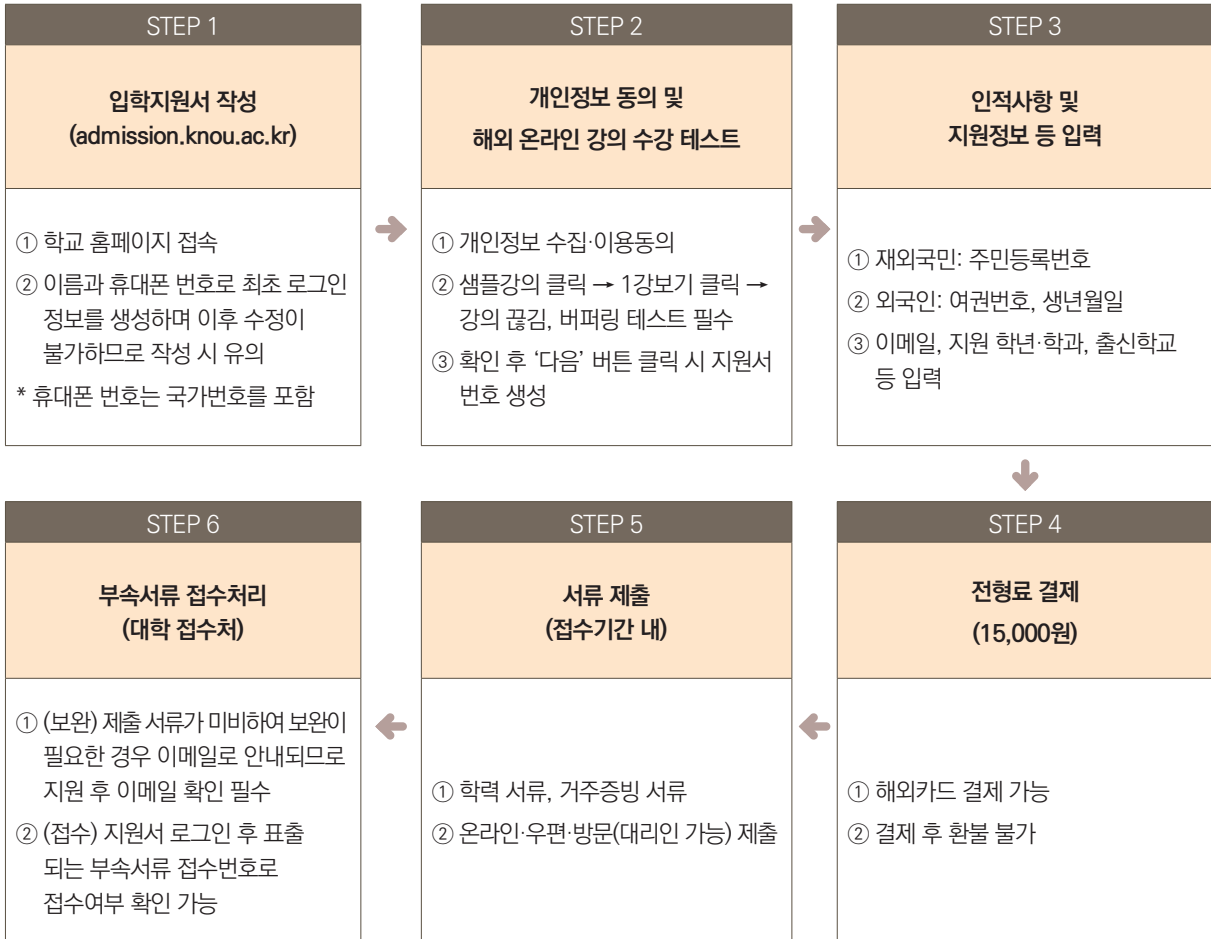 STEP 1
입학지원서 작성
(admission.knou.ac.kr)
① 학교 홈페이지 접속
② 이름과 휴대폰 번호로 최초 로그인
정보를 생성하며 이후 수정이
불가하므로 작성 시 유의
* 휴대폰 번호는 국가번호를 포함
STEP 2
개인정보 동의 및
해외 온라인 강의 수강 테스트
① 개인정보 수집·이용동의
② 샘플강의 클릭 → 1강보기 클릭 →
강의 끊김, 버퍼링 테스트 필수
③ 확인 후 ‘다음’ 버튼 클릭 시 지원서
번호 생성
STEP 3
인적사항 및
지원정보 등 입력
① 재외국민: 주민등록번호
② 외국인: 여권번호, 생년월일
③ 이메일, 지원 학년·학과, 출신학교
등 입력
STEP 4
전형료 결제
(15,000원)
① 해외카드 결제 가능
② 결제 후 환불 불가
STEP 5
서류 제출
(접수기간 내)
① 학력 서류, 거주증빙 서류
② 온라인·우편·방문(대리인 가능) 제출
STEP 6
부속서류 접수처리
(대학 접수처)
① (보완) 제출 서류가 미비하여 보완이
필요한 경우 이메일로 안내되므로
지원 후 이메일 확인 필수
② (접수) 지원서 로그인 후 표출
되는 부속서류 접수번호로
접수여부 확인 가능